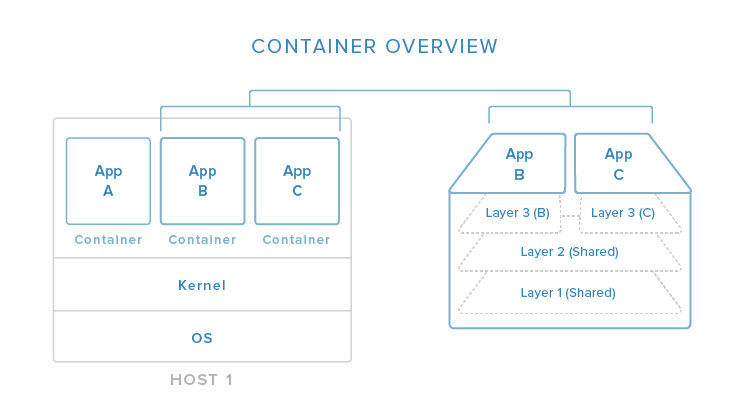 CONTAINER OVERVIEW
App
A
App
B
App
C
Container
Container
Container
Kernel
OS
HOST 1
App
B
App
C
Layer 3 (B)
Layer 3 (C)
Layer 2 (Shared)
Layer 1 (Shared)